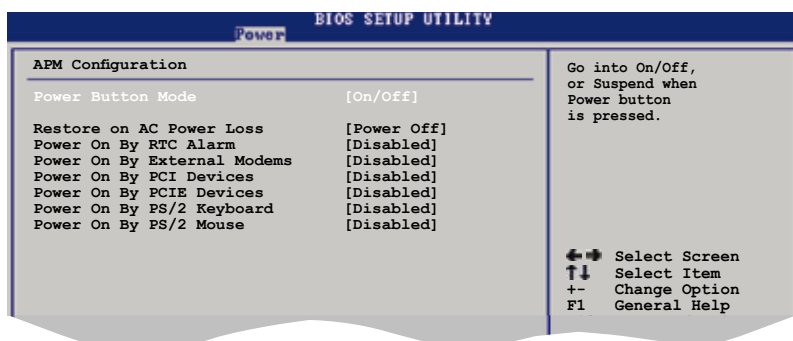 BIOS SETUP UTILITY
Power
APM Configuration
Power Button Mode [On/Off]
Restore on AC Power Loss [Power Off]
Power On By RTC Alarm [Disabled]
Power On By External Modems [Disabled]
Power On By PCI Devices [Disabled]
Power On By PCIE Devices [Disabled]
Power On By PS/2 Keyboard [Disabled]
Power On By PS/2 Mouse [Disabled]
Go into On/Off,
or Suspend when
Power button
is pressed.
←→ Select Screen
↑↓ Select Item
+- Change Option
F1 General Help